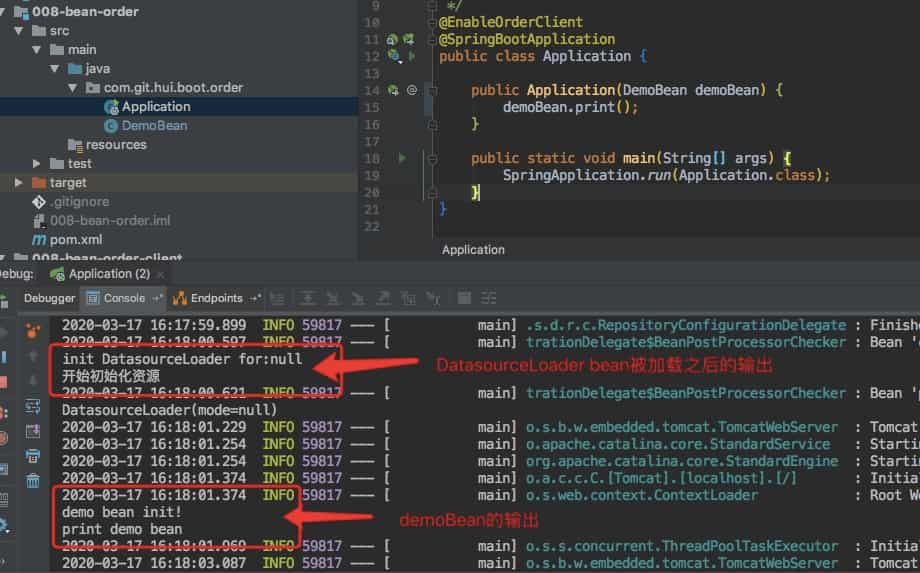 008-bean-order
src
main
java
com.git.hui.boot.order
Application
DemoBean
resources
test
target
.gitignore
008-bean-order.iml
pom.xml
008-bean-order-client
9 */
10 @EnableOrderClient
11 @SpringBootApplication
12 public class Application {
13
14 public Application(DemoBean demoBean) {
15 demoBean.print();
16 }
17
18 public static void main(String[] args) {
19 SpringApplication.run(Application.class);
20 }
21 }
22
Application
Debug: Application (2)
Debugger Console Endpoints
2020-03-17 16:17:59.899 INFO 59817 --- [ main] .s.d.r.c.RepositoryConfigurationDelegate : Finishe
2020-03-17 16:18:00.597 INFO 59817 --- [ main] trationDelegate$BeanPostProcessorChecker : Bean
init DatasourceLoader for:null
开始初始化资源
DatasourceLoader bean被加载之后的输出
2020-03-17 16:18:00.621 INFO 59817 --- [ main] trationDelegate$BeanPostProcessorChecker : Bean
DatasourceLoader(mode=null)
2020-03-17 16:18:01.229 INFO 59817 --- [ main] o.s.b.w.embedded.tomcat.TomcatWebServer : Tomcat
2020-03-17 16:18:01.254 INFO 59817 --- [ main] o.apache.catalina.core.StandardService : Starti
2020-03-17 16:18:01.254 INFO 59817 --- [ main] org.apache.catalina.core.StandardEngine : Starti
2020-03-17 16:18:01.374 INFO 59817 --- [ main] o.a.c.c.C.[Tomcat].[localhost].[/] : Initia
2020-03-17 16:18:01.374 INFO 59817 --- [ main] o.s.web.context.ContextLoader : Root We
demo bean init!
print demo bean
demoBean的输出
2020-03-17 16:18:01.969 INFO 59817 --- [ main] o.s.s.concurrent.ThreadPoolTaskExecutor : Initia
2020-03-17 16:18:03.087 INFO 59817 --- [ main] o.s.b.w.embedded.tomcat.TomcatWebServer : Tomcat